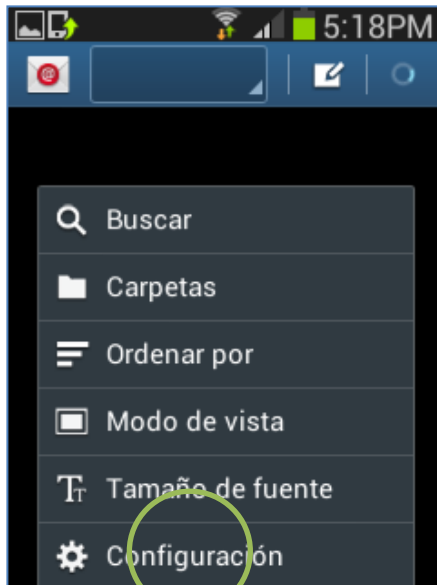 5:18PM
Buscar
Carpetas
Ordenar por
Modo de vista
Tamaño de fuente
Configuración